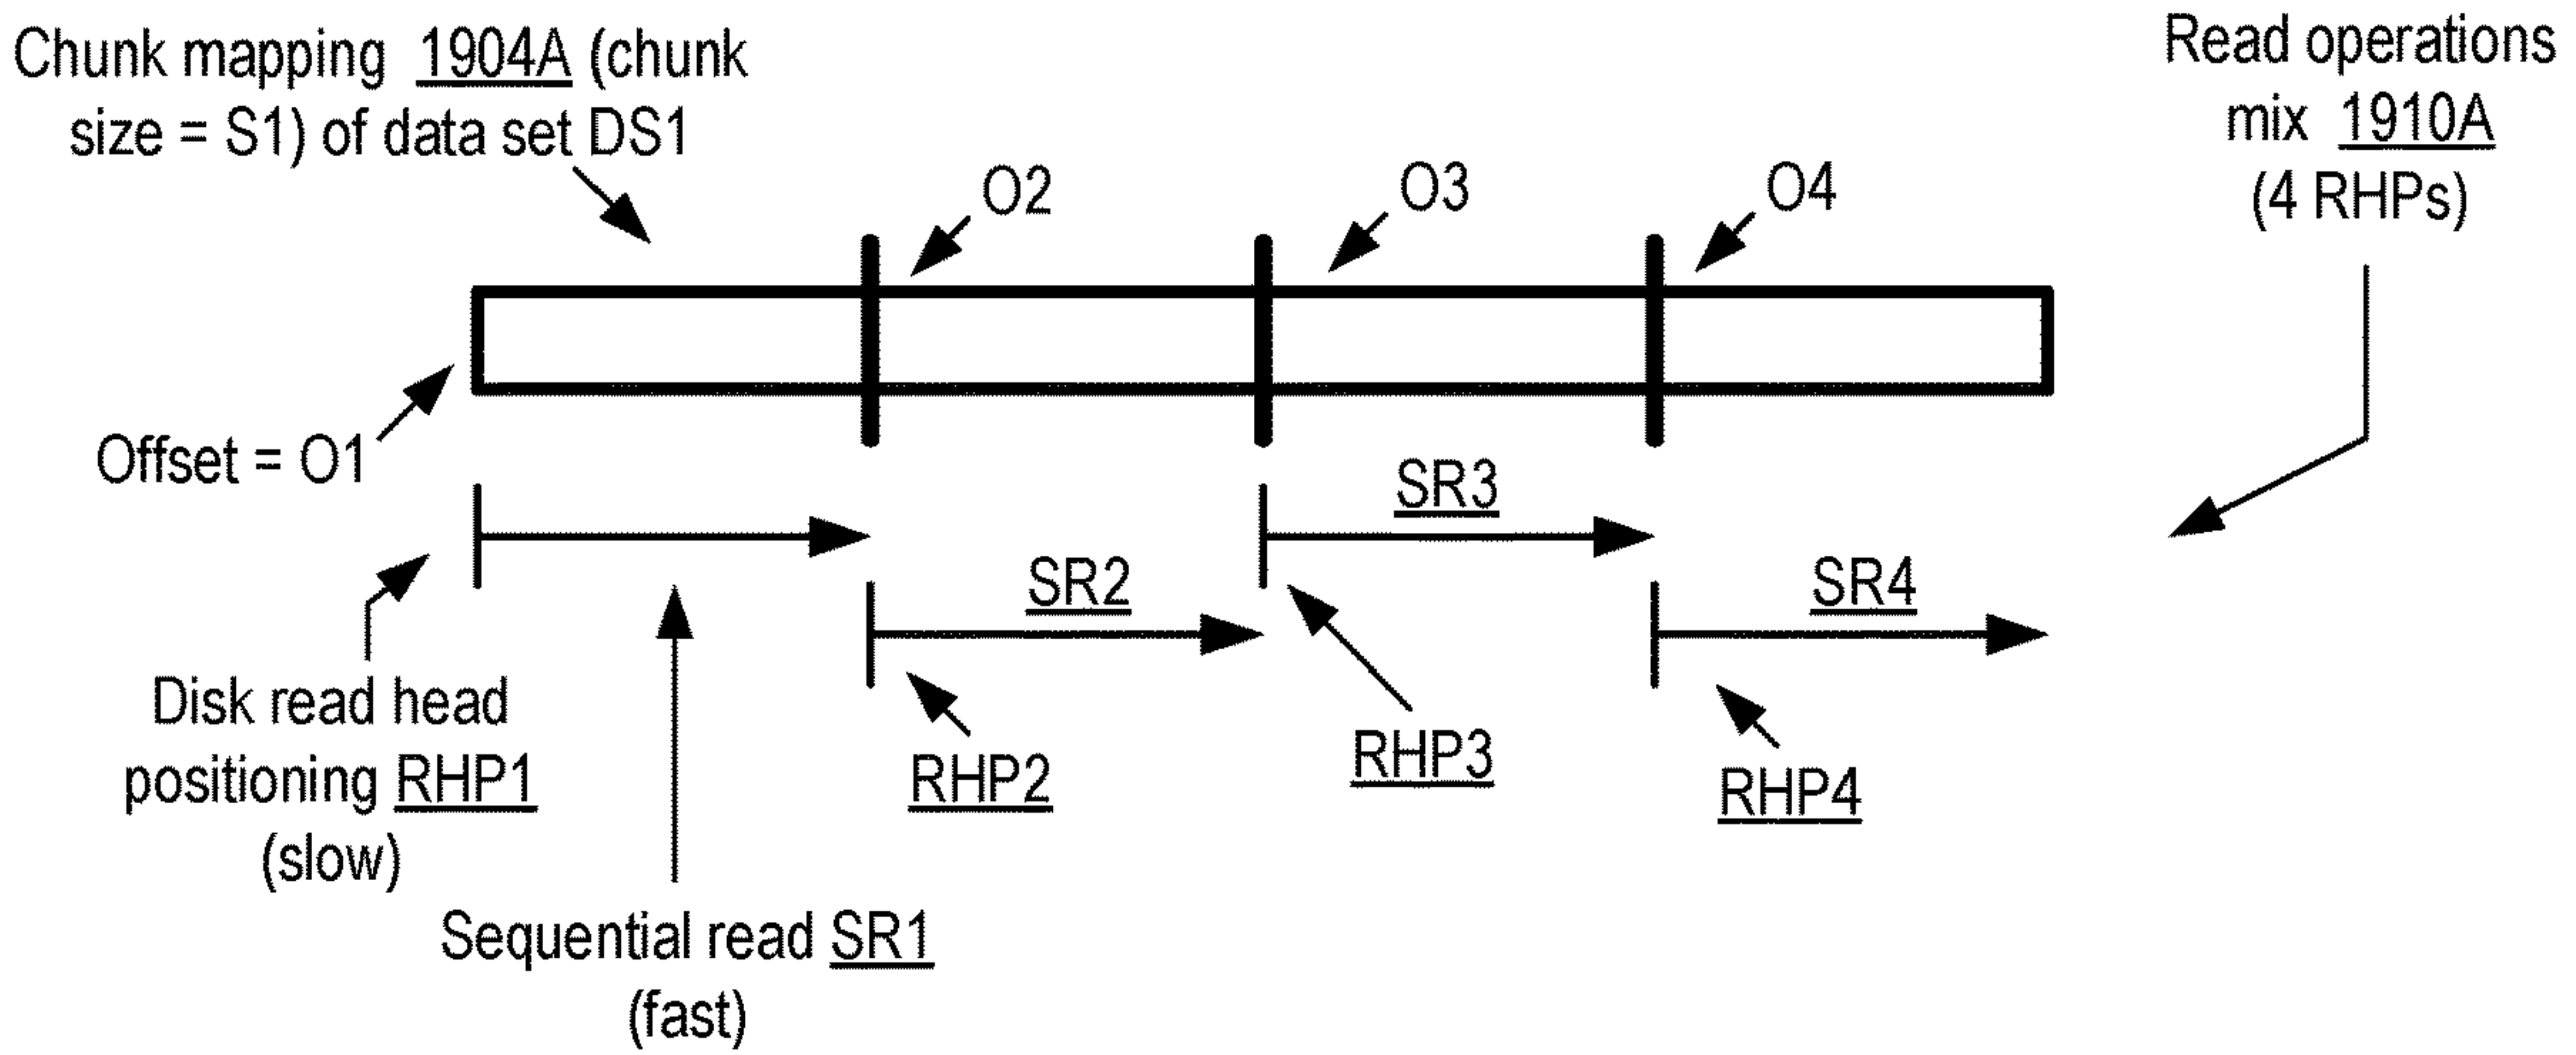 Chunk mapping 1904A (chunk
size = S1) of data set DS1
Read operations
mix 1910A
(4 RHPs)
O2
O3
O4
Offset = O1
SR3
SR2
SR4
Disk read head
positioning RHP1
(slow)
RHP2
RHP3
RHP4
Sequential read SR1
(fast)